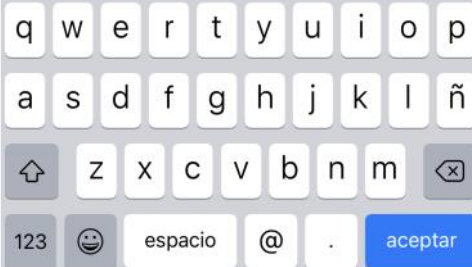 q w e r t y u i o p
a s d f g h j k l ñ
z x c v b n m
123 espacio @ . aceptar